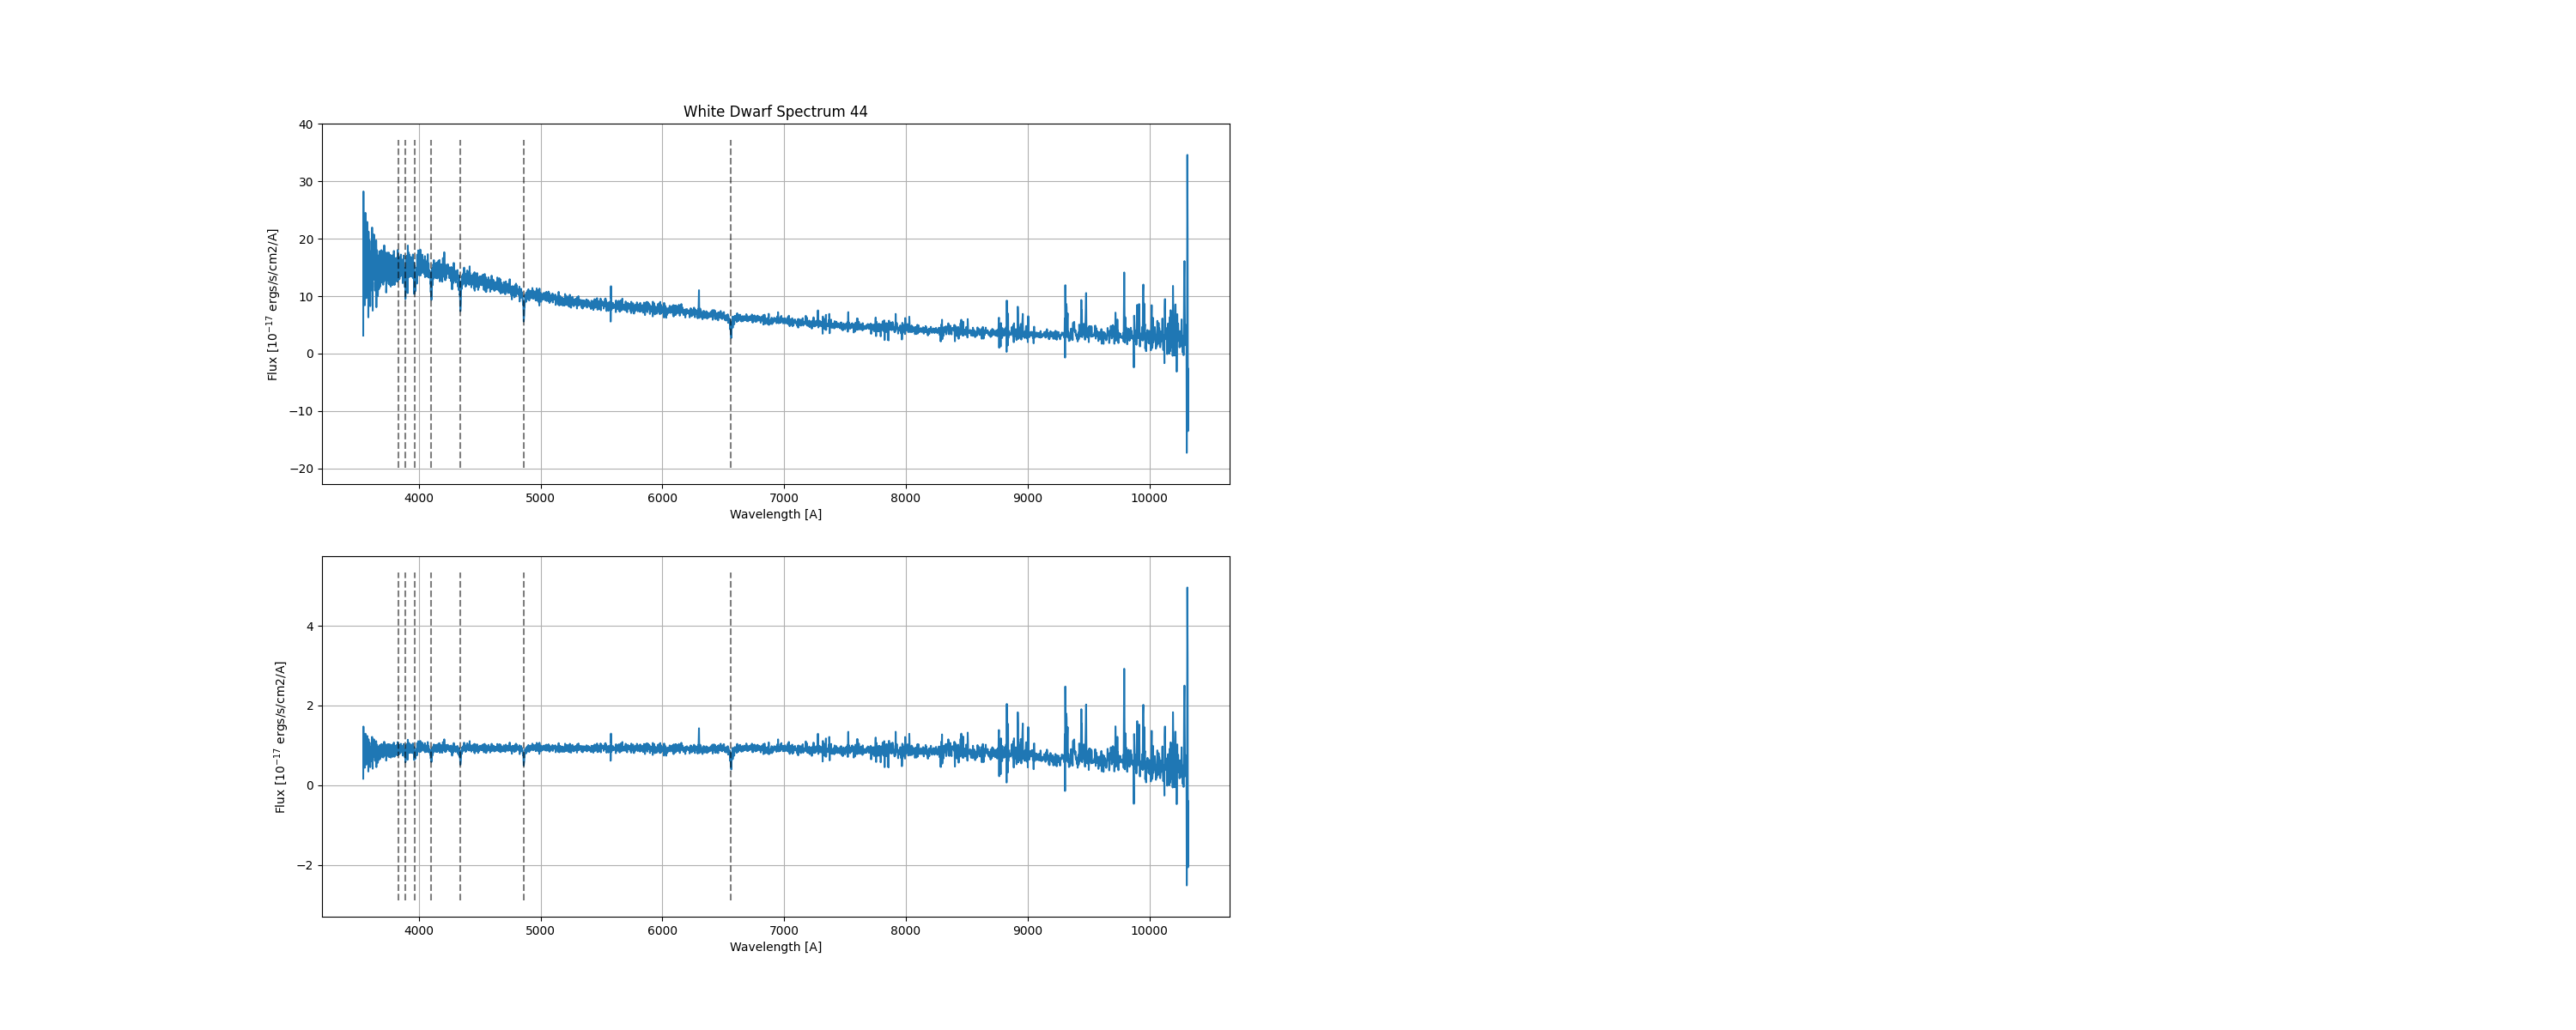 White Dwarf Spectrum 44
40
30
20
10
0
−10
−20
Flux [10⁻¹⁷ ergs/s/cm2/A]
4000 5000 6000 7000 8000 9000 10000
Wavelength [A]
4
2
0
−2
Flux [10⁻¹⁷ ergs/s/cm2/A]
4000 5000 6000 7000 8000 9000 10000
Wavelength [A]